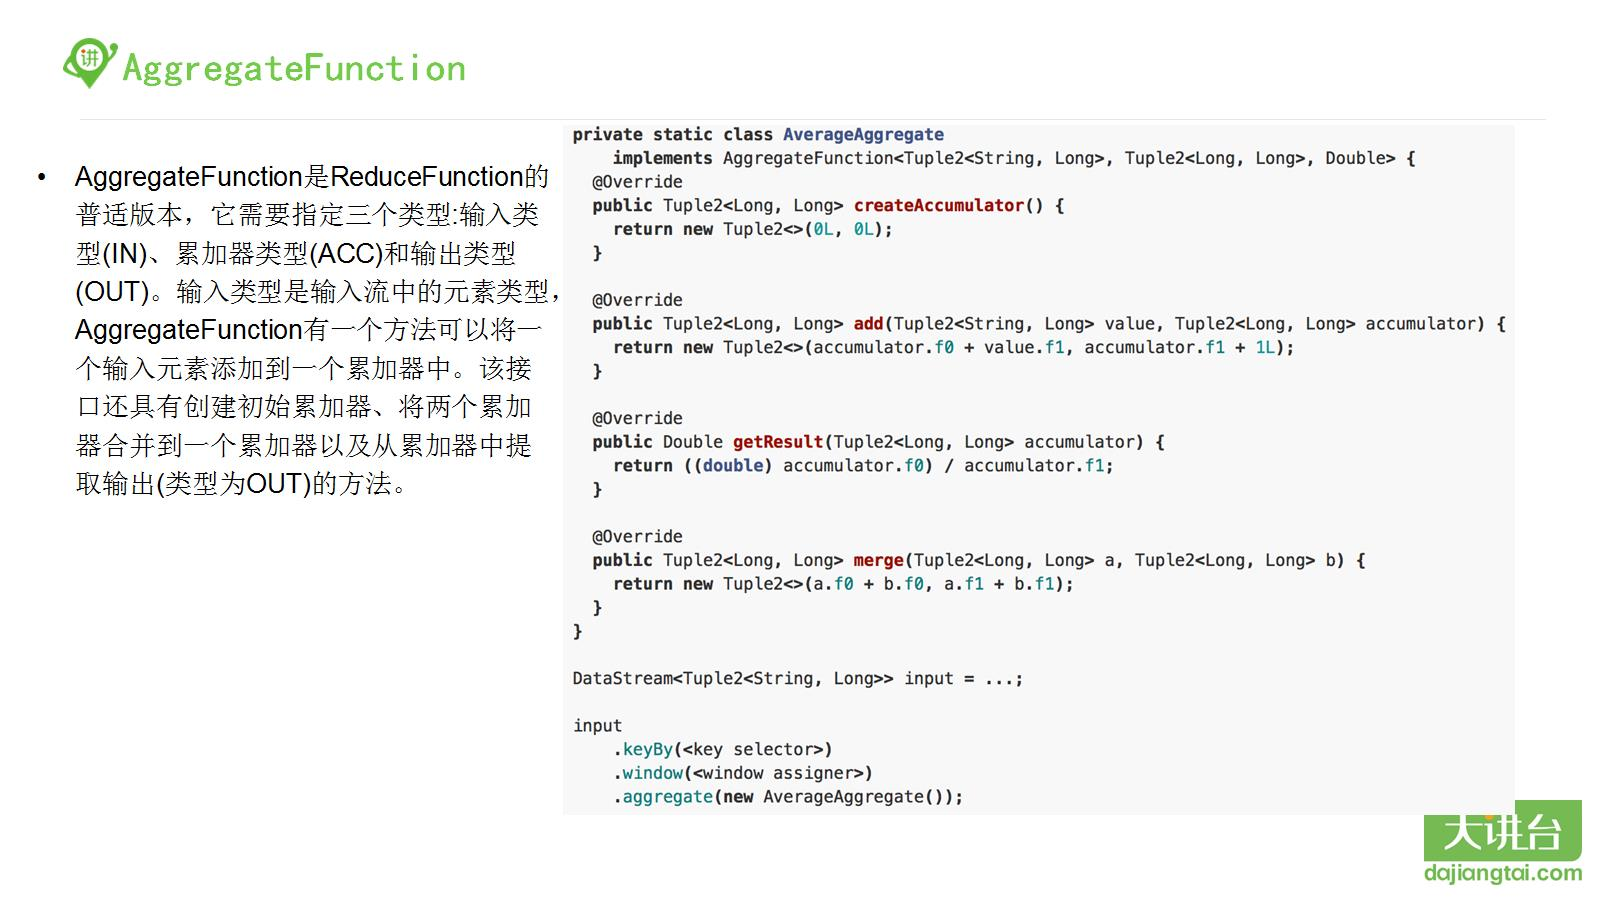 讲
AggregateFunction
• AggregateFunction是ReduceFunction的
普适版本，它需要指定三个类型:输入类
型(IN)、累加器类型(ACC)和输出类型
(OUT)。输入类型是输入流中的元素类型，
AggregateFunction有一个方法可以将一
个输入元素添加到一个累加器中。该接
口还具有创建初始累加器、将两个累加
器合并到一个累加器以及从累加器中提
取输出(类型为OUT)的方法。
private static class AverageAggregate
    implements AggregateFunction<Tuple2<String, Long>, Tuple2<Long, Long>, Double> {
  @Override
  public Tuple2<Long, Long> createAccumulator() {
    return new Tuple2<>(0L, 0L);
  }
  @Override
  public Tuple2<Long, Long> add(Tuple2<String, Long> value, Tuple2<Long, Long> accumulator) {
    return new Tuple2<>(accumulator.f0 + value.f1, accumulator.f1 + 1L);
  }
  @Override
  public Double getResult(Tuple2<Long, Long> accumulator) {
    return ((double) accumulator.f0) / accumulator.f1;
  }
  @Override
  public Tuple2<Long, Long> merge(Tuple2<Long, Long> a, Tuple2<Long, Long> b) {
    return new Tuple2<>(a.f0 + b.f0, a.f1 + b.f1);
  }
}
DataStream<Tuple2<String, Long>> input = ...;
input
    .keyBy(<key selector>)
    .window(<window assigner>)
    .aggregate(new AverageAggregate());
大讲台
dajiangtai.com